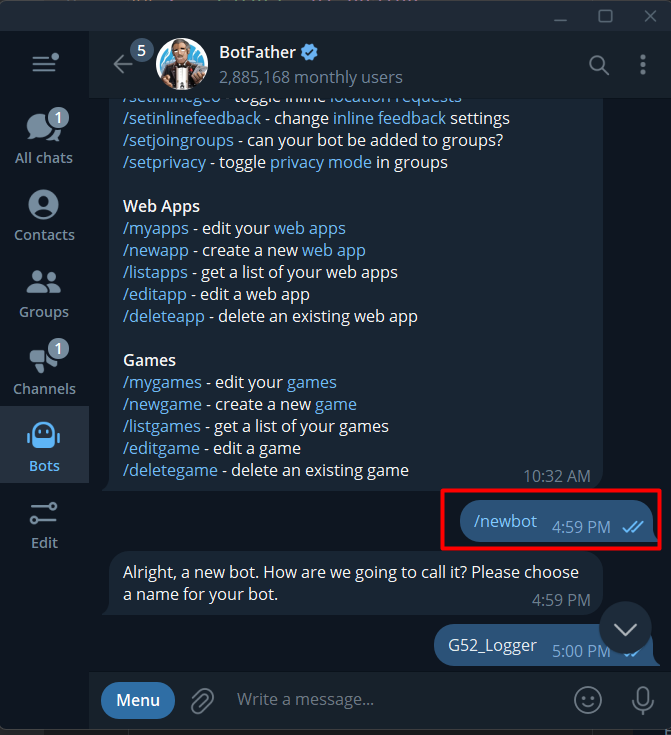 5
BotFather
2,885,168 monthly users
1
All chats
Contacts
Groups
1
Channels
Bots
Edit
/setinlinegeo - toggle inline location requests
/setinlinefeedback - change inline feedback settings
/setjoingroups - can your bot be added to groups?
/setprivacy - toggle privacy mode in groups
Web Apps
/myapps - edit your web apps
/newapp - create a new web app
/listapps - get a list of your web apps
/editapp - edit a web app
/deleteapp - delete an existing web app
Games
/mygames - edit your games
/newgame - create a new game
/listgames - get a list of your games
/editgame - edit a game
/deletegame - delete an existing game
10:32 AM
/newbot 4:59 PM
Alright, a new bot. How are we going to call it? Please choose
a name for your bot.
4:59 PM
G52_Logger 5:00 PM
Menu
Write a message...